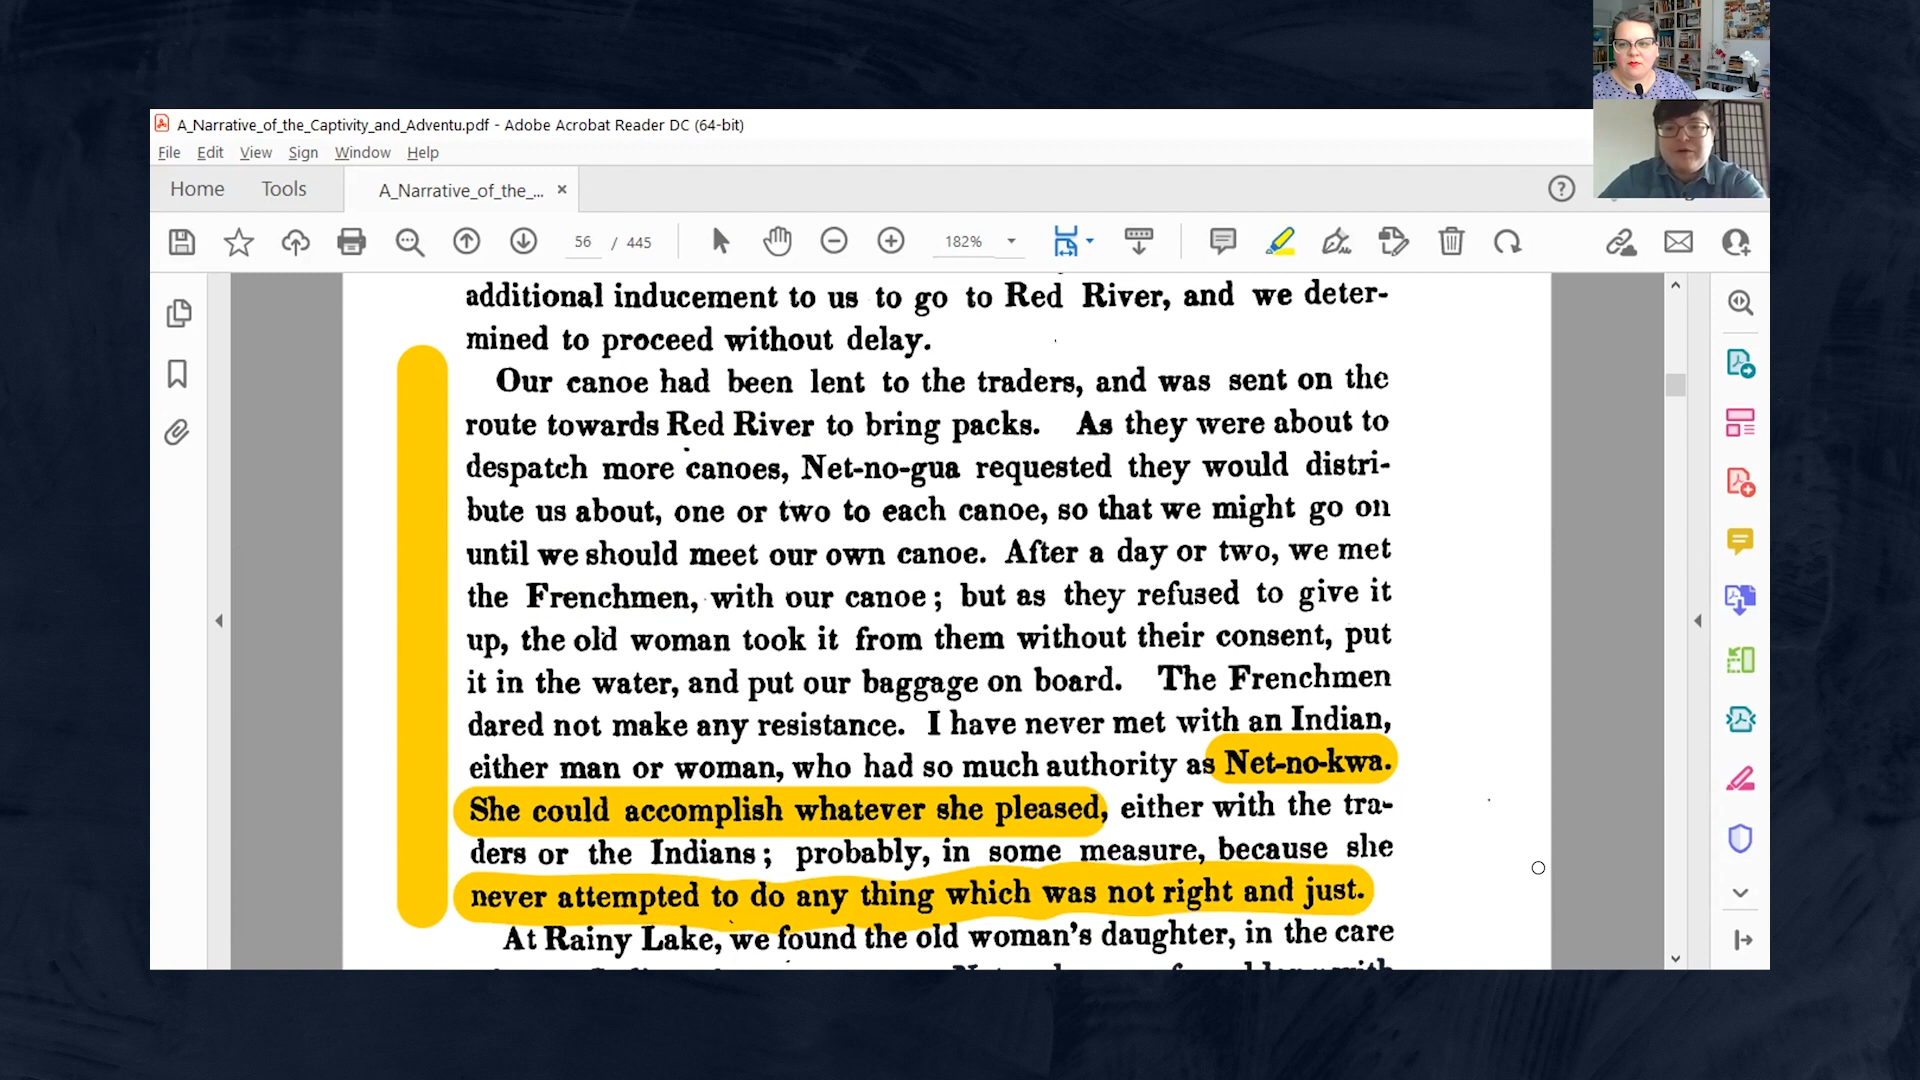 A_Narrative_of_the_Captivity_and_Adventu.pdf - Adobe Acrobat Reader DC (64-bit)
File Edit View Sign Window Help
Home Tools A_Narrative_of_the_... ×
56 / 445 182%
additional inducement to us to go to Red River, and we deter-
mined to proceed without delay.
Our canoe had been lent to the traders, and was sent on the
route towards Red River to bring packs. As they were about to
despatch more canoes, Net-no-gua requested they would distri-
bute us about, one or two to each canoe, so that we might go on
until we should meet our own canoe. After a day or two, we met
the Frenchmen, with our canoe; but as they refused to give it
up, the old woman took it from them without their consent, put
it in the water, and put our baggage on board. The Frenchmen
dared not make any resistance. I have never met with an Indian,
either man or woman, who had so much authority as Net-no-kwa.
She could accomplish whatever she pleased, either with the tra-
ders or the Indians; probably, in some measure, because she
never attempted to do any thing which was not right and just.
At Rainy Lake, we found the old woman's daughter, in the care